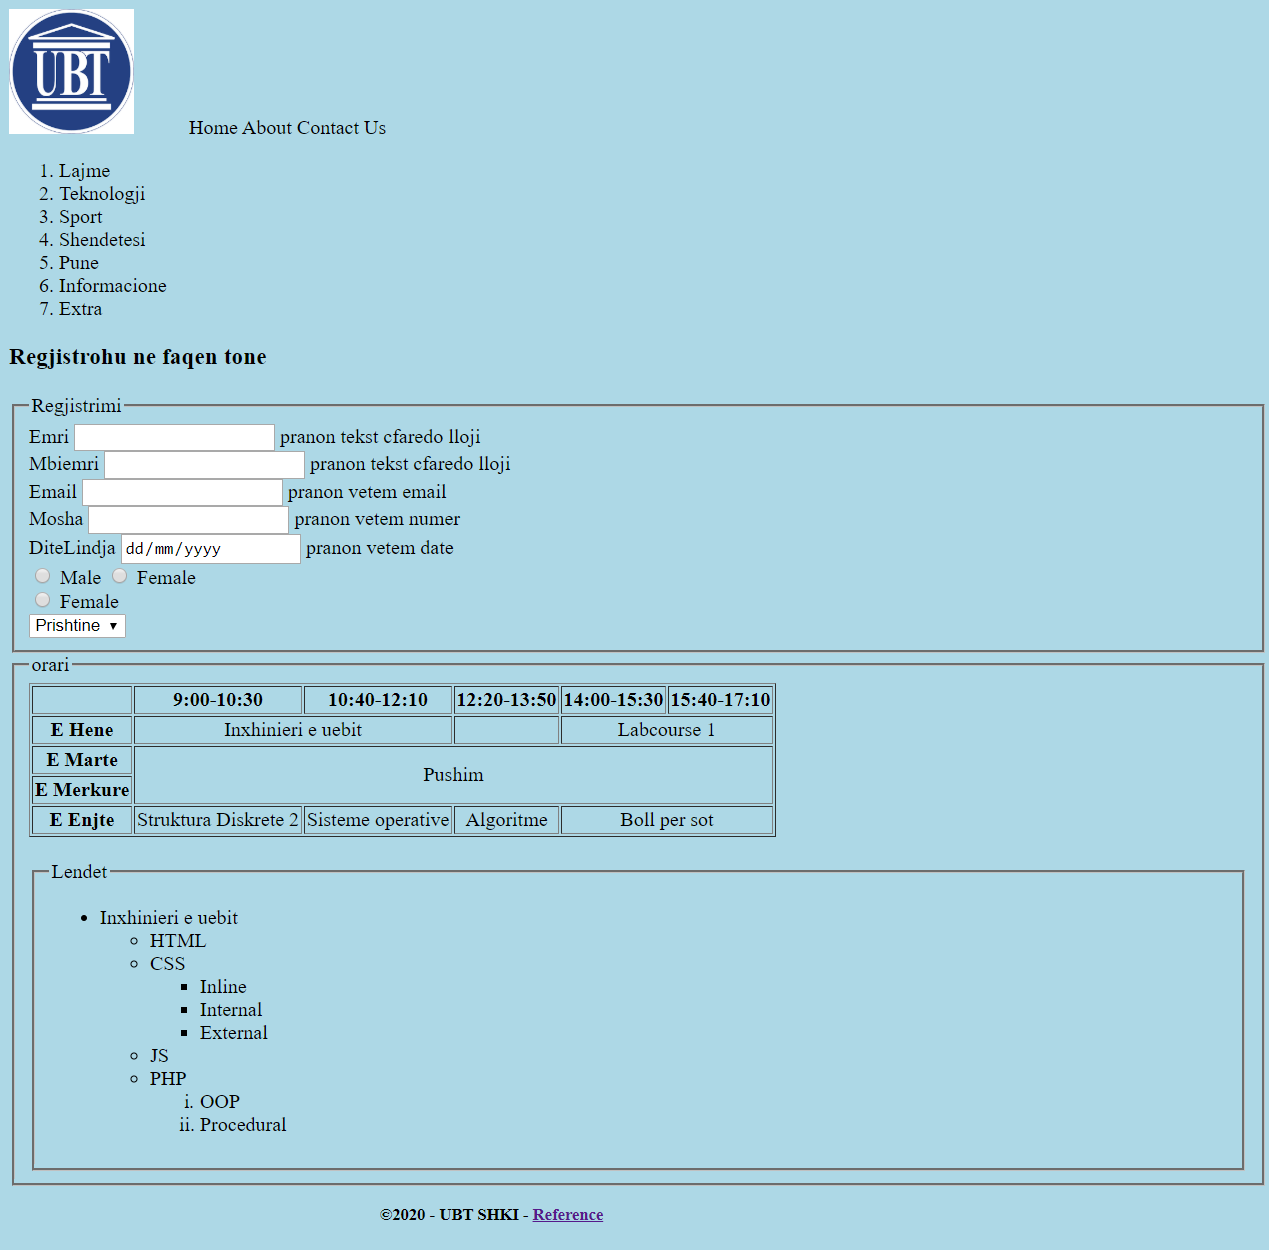 UBT
Home About Contact Us
1. Lajme
2. Teknologji
3. Sport
4. Shendetesi
5. Pune
6. Informacione
7. Extra
Regjistrohu ne faqen tone
Regjistrimi
Emri pranon tekst cfaredo lloji
Mbiemri pranon tekst cfaredo lloji
Email pranon vetem email
Mosha pranon vetem numer
DiteLindja dd/mm/yyyy pranon vetem date
Male Female
Female
Prishtine
orari
9:00-10:30 10:40-12:10 12:20-13:50 14:00-15:30 15:40-17:10
E Hene Inxhinieri e uebit Labcourse 1
E Marte
Pushim
E Merkure
E Enjte Struktura Diskrete 2 Sisteme operative Algoritme Boll per sot
Lendet
• Inxhinieri e uebit
HTML
CSS
Inline
Internal
External
JS
PHP
i. OOP
ii. Procedural
©2020 - UBT SHKI - Reference